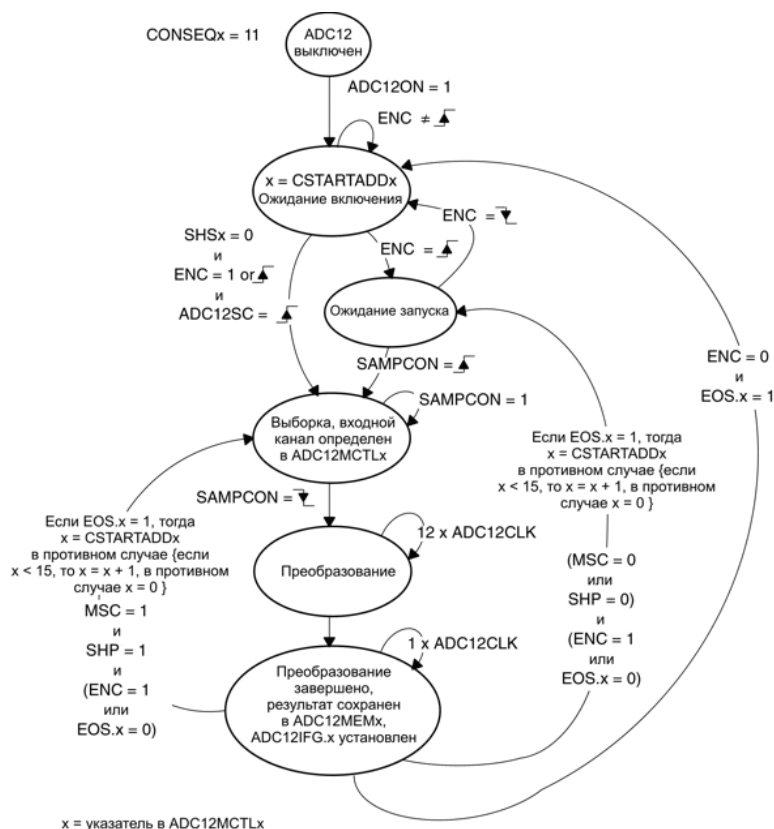 CONSEQx = 11
ADC12
выключен
ADC12ON = 1
ENC ≠
x = CSTARTADDx
Ожидание включения
ENC =
SHSx = 0
и
ENC = 1 or
и
ADC12SC =
ENC =
Ожидание запуска
SAMPCON =
ENC = 0
и
EOS.x = 1
SAMPCON = 1
Выборка, входной
канал определен
в ADC12MCTLx
Если EOS.x = 1, тогда
x = CSTARTADDx
в противном случае {если
x < 15, то x = x + 1, в противном
случае x = 0 }
SAMPCON =
Если EOS.x = 1, тогда
x = CSTARTADDx
в противном случае {если
x < 15, то x = x + 1, в противном
случае x = 0 }
12 x ADC12CLK
Преобразование
(MSC = 0
или
SHP = 0)
и
(ENC = 1
или
EOS.x = 0)
MSC = 1
и
SHP = 1
и
(ENC = 1
или
EOS.x = 0)
1 x ADC12CLK
Преобразование
завершено,
результат сохранен
в ADC12MEMx,
ADC12IFG.x установлен
x = указатель в ADC12MCTLx